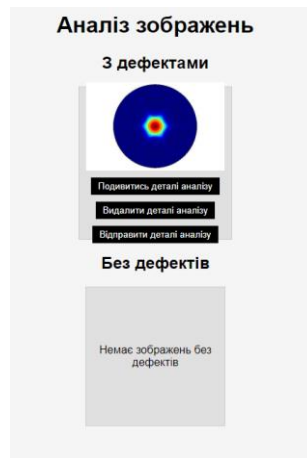 Аналіз зображень
З дефектами
Подивитись деталі аналізу
Видалити деталі аналізу
Відправити деталі аналізу
Без дефектів
Немає зображень без
дефектів